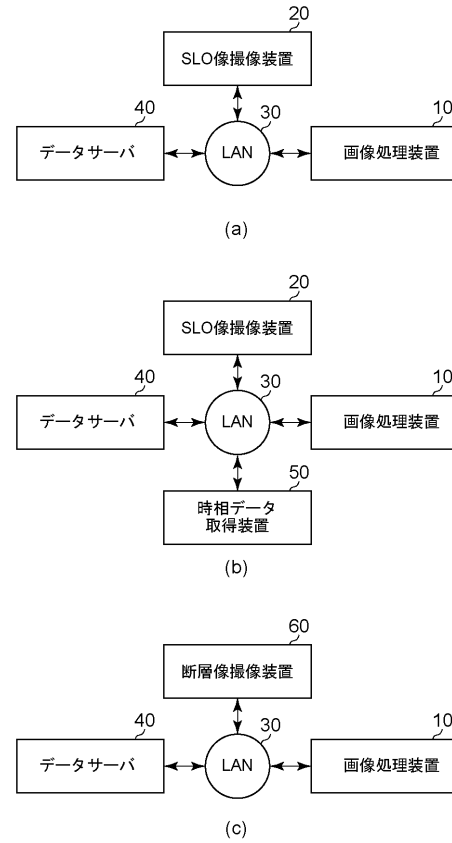 20
SLO像撮像装置
40
30
10
データサーバ
LAN
画像処理装置
(a)
20
SLO像撮像装置
40
30
10
データサーバ
LAN
画像処理装置
50
時相データ
取得装置
(b)
60
断層像撮像装置
40
30
10
データサーバ
LAN
画像処理装置
(c)